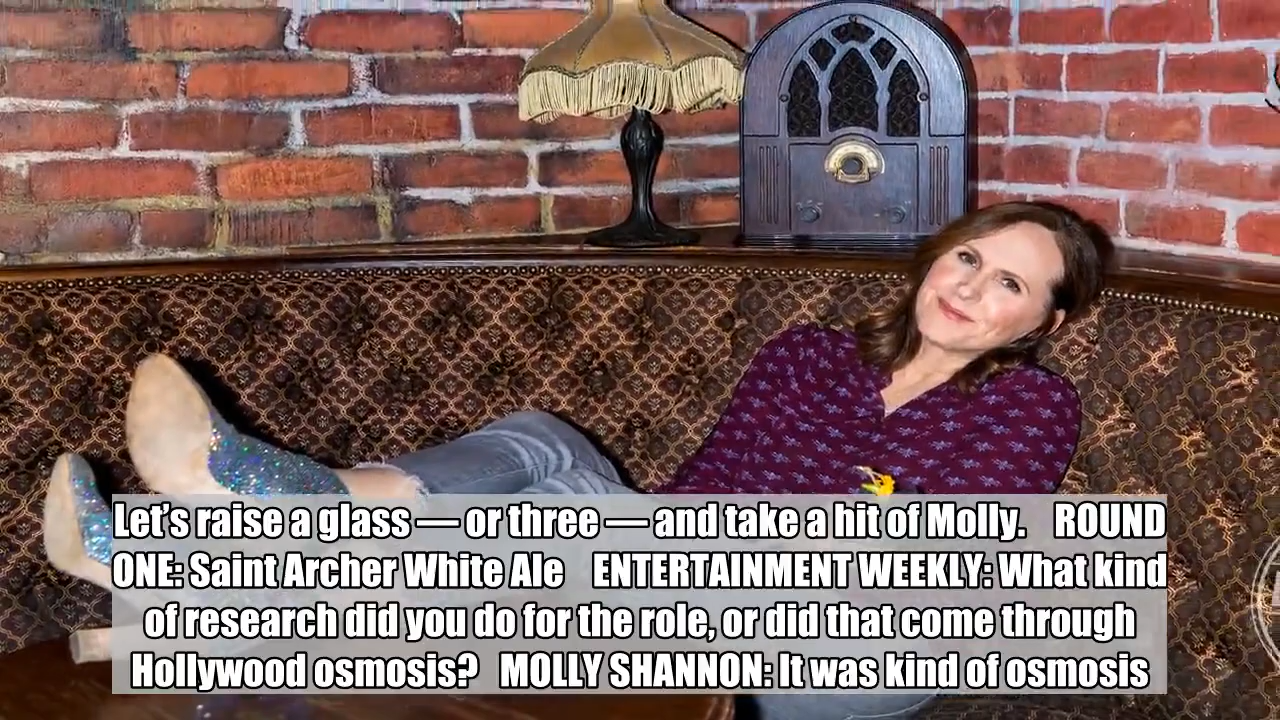 Let's raise a glass — or three — and take a hit of Molly. ROUND
ONE: Saint Archer White Ale ENTERTAINMENT WEEKLY: What kind
of research did you do for the role, or did that come through
Hollywood osmosis? MOLLY SHANNON: It was kind of osmosis